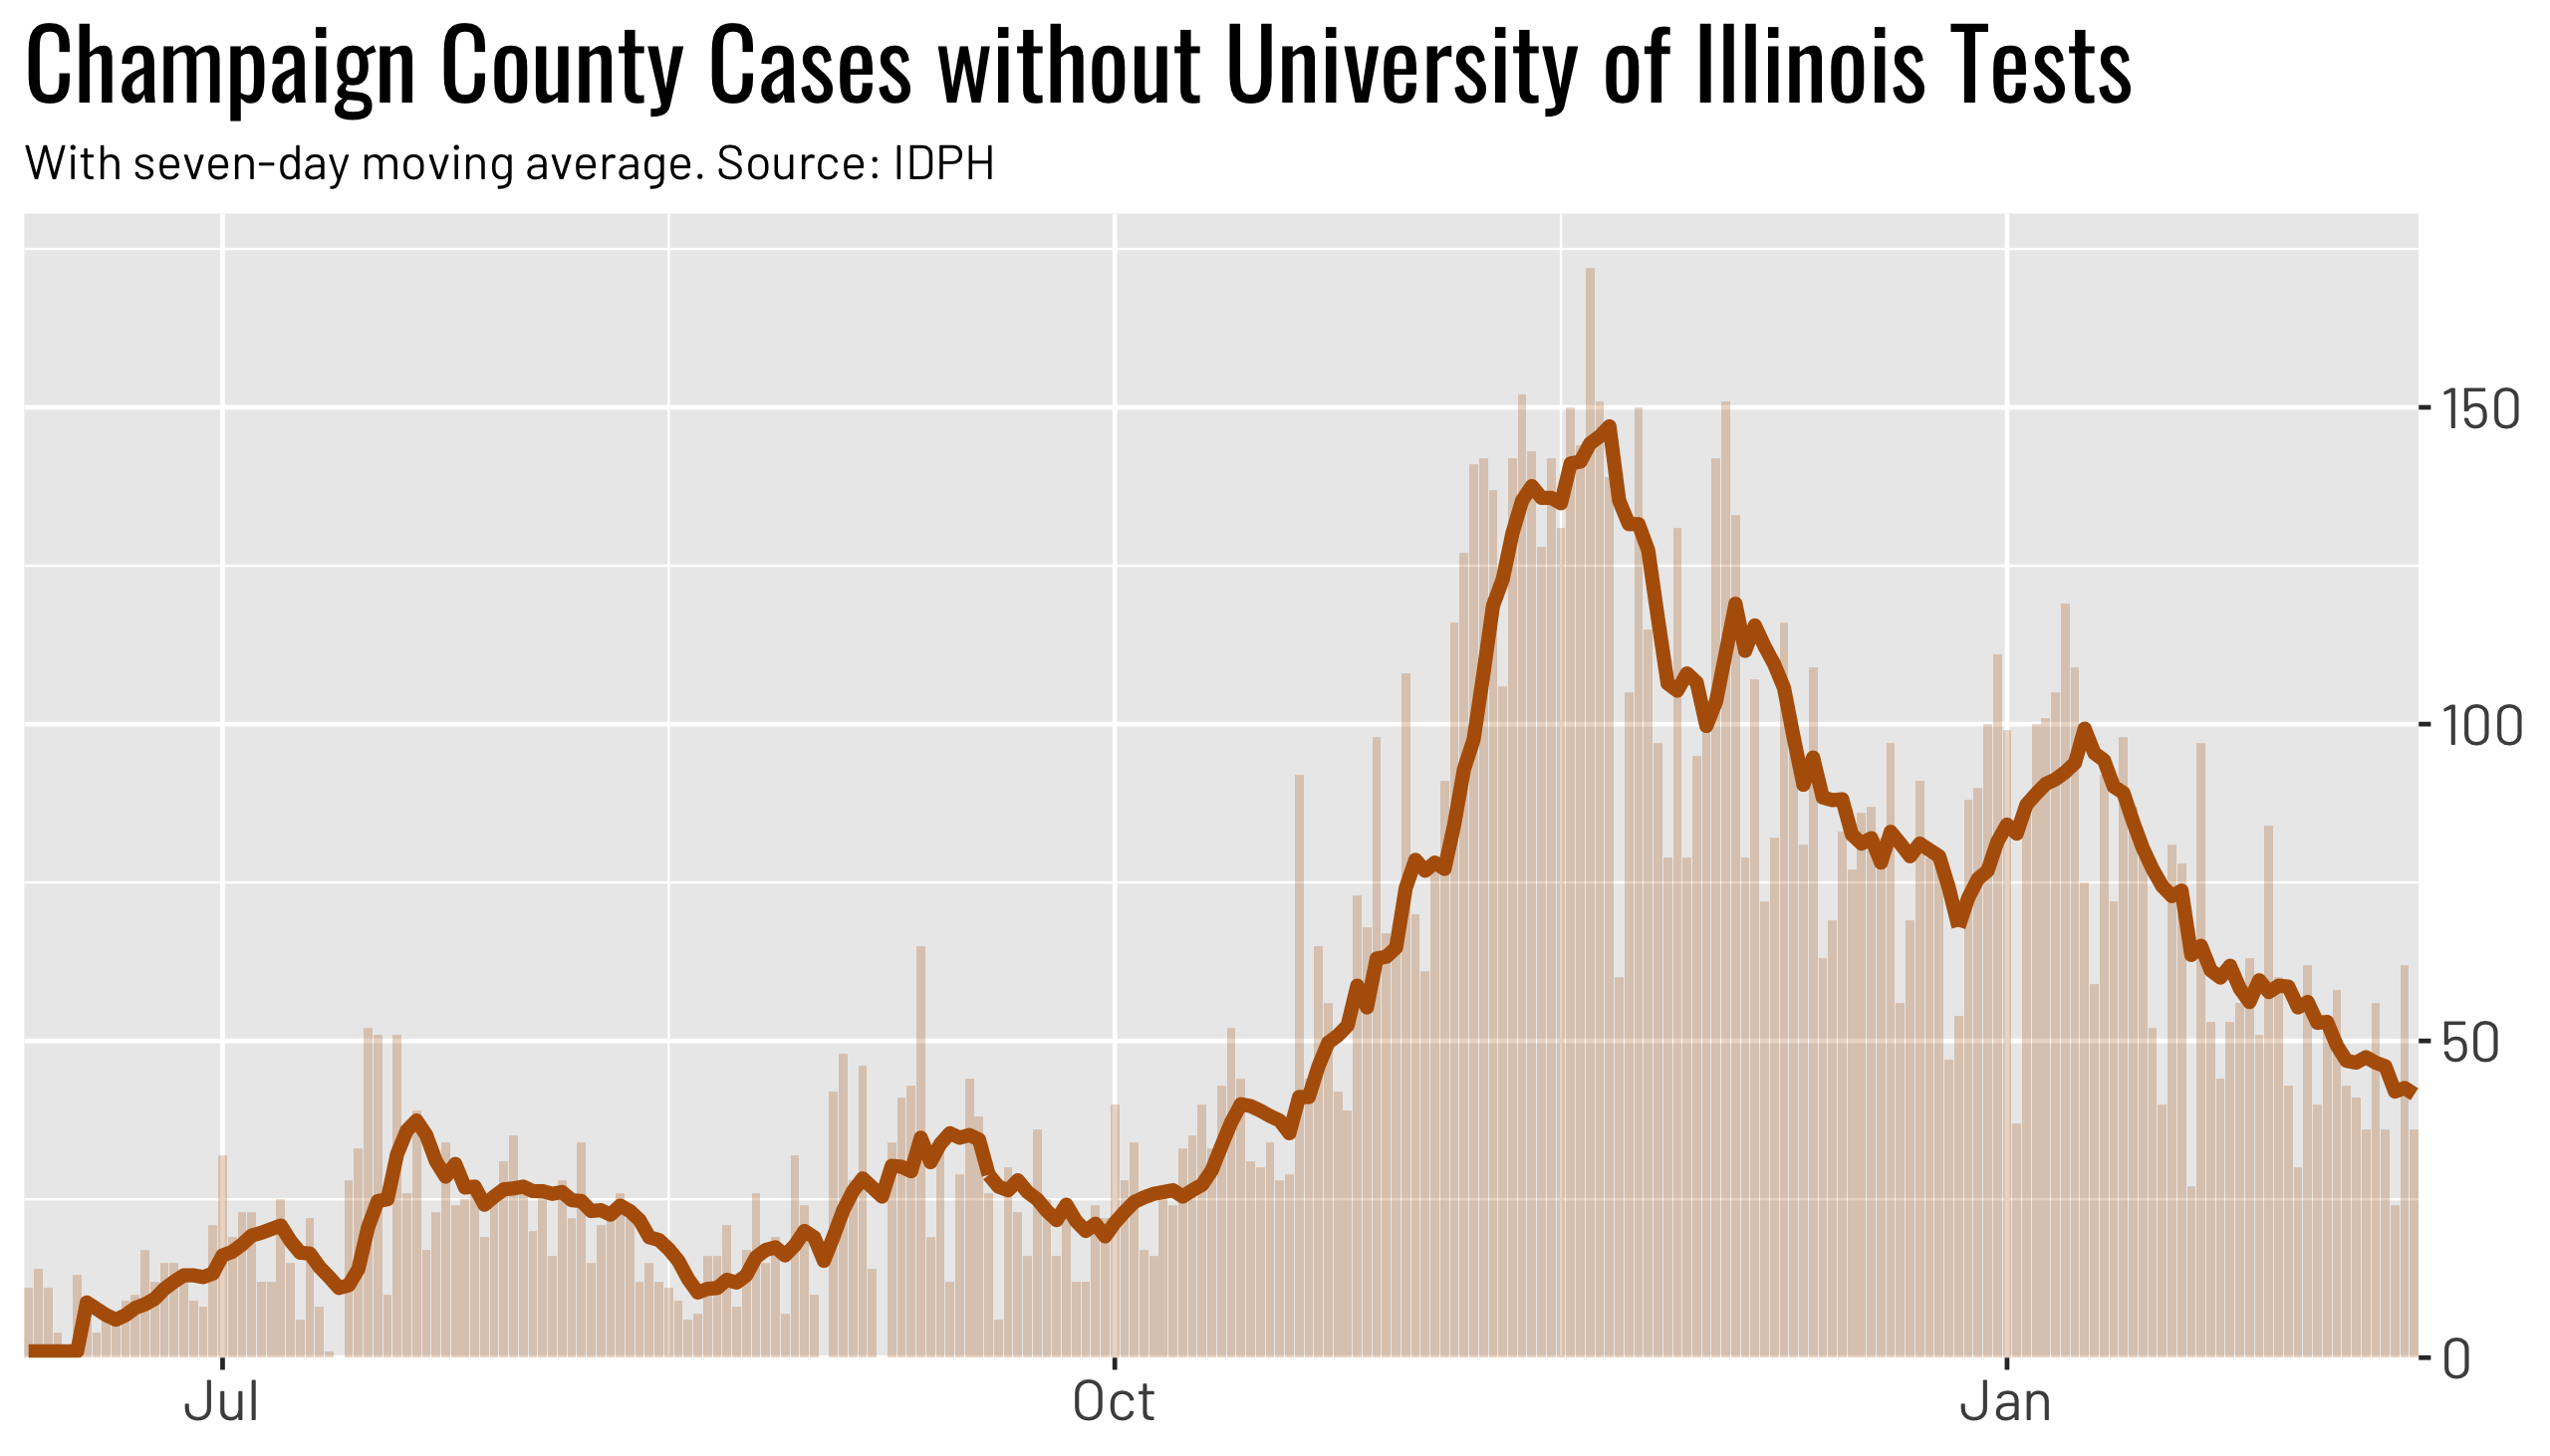 Champaign County Cases without University of Illinois Tests
With seven-day moving average. Source: IDPH
150
100
50
0
Jul Oct Jan